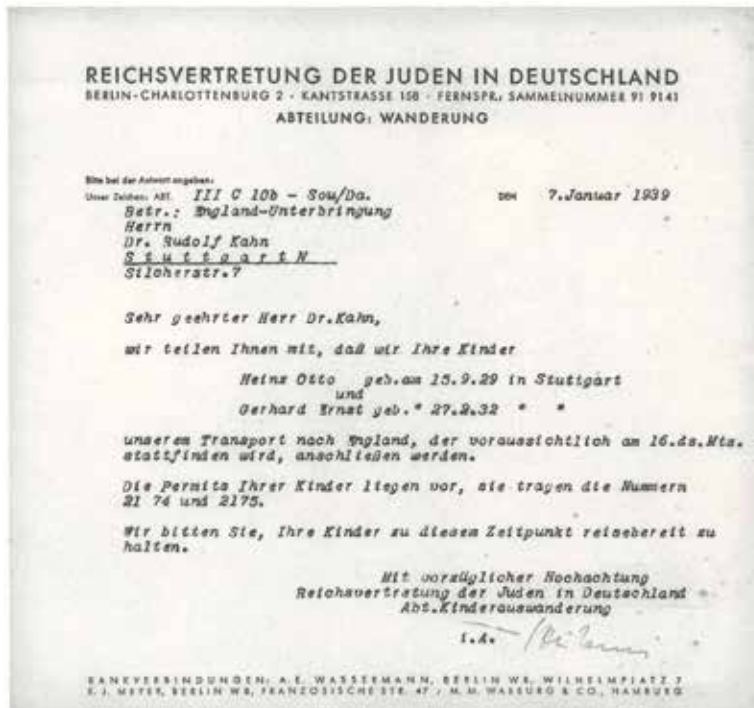 REICHSVERTRETUNG DER JUDEN IN DEUTSCHLAND
BERLIN-CHARLOTTENBURG 2 · KANTSTRASSE 158 · FERNSPR.: SAMMELNUMMER 91 9141
ABTEILUNG: WANDERUNG
Bitte bei der Antwort angeben:
Unser Zeichen: ABT. III C 10b - Sou/Da. DEN 7.Januar 1939
Betr.: England-Unterbringung
Herrn
Dr. Rudolf Kahn
Stuttgart N
Silcherstr.7
Sehr geehrter Herr Dr.Kahn,
wir teilen Ihnen mit, daß wir Ihre Kinder
Heinz Otto geb.am 15.9.29 in Stuttgart
und
Gerhard Ernst geb." 27.2.32 " "
unserem Transport nach England, der voraussichtlich am 16.ds.Mts.
stattfinden wird, anschließen werden.
Die Permits Ihrer Kinder liegen vor, sie tragen die Nummern
21 74 und 2175.
Wir bitten Sie, Ihre Kinder zu diesem Zeitpunkt reisebereit zu
halten.
Mit vorzüglicher Hochachtung
Reichsvertretung der Juden in Deutschland
Abt.Kinderauswanderung
i.A.
BANKVERBINDUNGEN: A.E. WASSERMANN, BERLIN W8, WILHELMPLATZ 7
E.J. MEYER, BERLIN W8, FRANZÖSISCHE STR. 47 / M.M. WARBURG & CO., HAMBURG